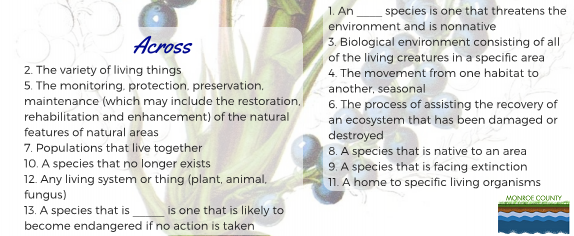 Across
2. The variety of living things
5. The monitoring, protection, preservation,
maintenance (which may include the restoration,
rehabilitation and enhancement) of the natural
features of natural areas
7. Populations that live together
10. A species that no longer exists
12. Any living system or thing (plant, animal,
fungus)
13. A species that is _____ is one that is likely to
become endangered if no action is taken
1. An ____ species is one that threatens the
environment and is nonnative
3. Biological environment consisting of all
of the living creatures in a specific area
4. The movement from one habitat to
another, seasonal
6. The process of assisting the recovery of
an ecosystem that has been damaged or
destroyed
8. A species that is native to an area
9. A species that is facing extinction
11. A home to specific living organisms
MONROE COUNTY